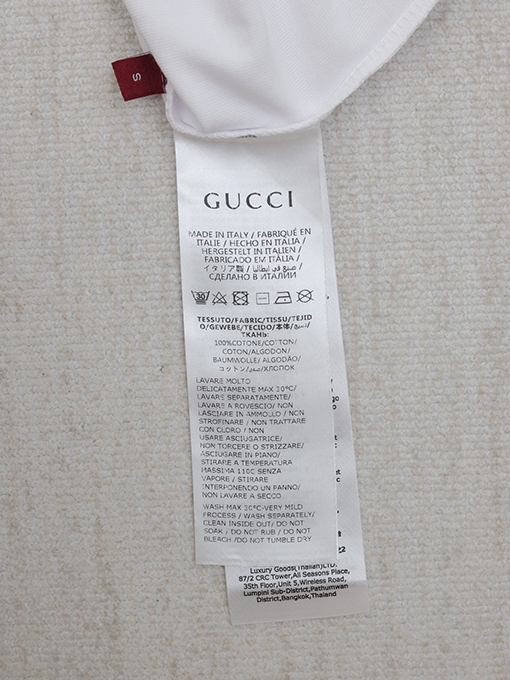 S
GUCCI
MADE IN ITALY / FABRIQUÉ EN
ITALIE / HECHO EN ITALIA /
HERGESTELLT IN ITALIEN /
FABRICADO EM ITALIA /
イタリア製 / صنع في إيطاليا /
СДЕЛАНО В ИТАЛИИ
30
TESSUTO/FABRIC/TISSU/TEJID
O/GEWEBE/TECIDO/本体/نسيج/
ТКАНЬ:
100%COTONE/COTTON/
COTON/ALGODON/
BAUMWOLLE/ALGODÃO/
コットン/قطن/ХЛОПОК
LAVARE MOLTO
DELICATAMENTE MAX 30°C/
LAVARE SEPARATAMENTE/
LAVARE A ROVESCIO/ NON
LASCIARE IN AMMOLLO / NON
STROFINARE / NON TRATTARE
CON CLORO / NON
USARE ASCIUGATRICE/
NON TORCERE O STRIZZARE/
ASCIUGARE IN PIANO/
STIRARE A TEMPERATURA
MASSIMA 110C SENZA
VAPORE / STIRARE
INTERPONENDO UN PANNO/
NON LAVARE A SECCO
WASH MAX 30°C-VERY MILD
PROCESS / WASH SEPARATELY/
CLEAN INSIDE OUT/ DO NOT
SOAK / DO NOT RUB / DO NOT
BLEACH /DO NOT TUMBLE DRY
22
Luxury Goods(Thailand)LTD.
87/2 CRC Tower,All Seasons Place,
35th Floor,Unit 5,Wireless Road,
Lumpini Sub-District,Pathumwan
District,Bangkok,Thailand